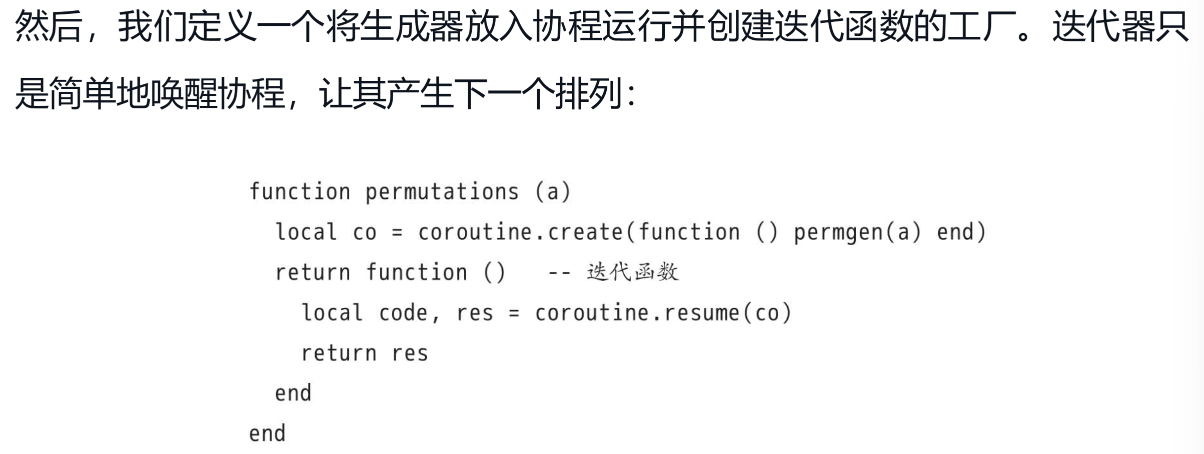 然后，我们定义一个将生成器放入协程运行并创建迭代函数的工厂。迭代器只
是简单地唤醒协程，让其产生下一个排列：
function permutations (a)
  local co = coroutine.create(function () permgen(a) end)
  return function ()   -- 迭代函数
    local code, res = coroutine.resume(co)
    return res
  end
end